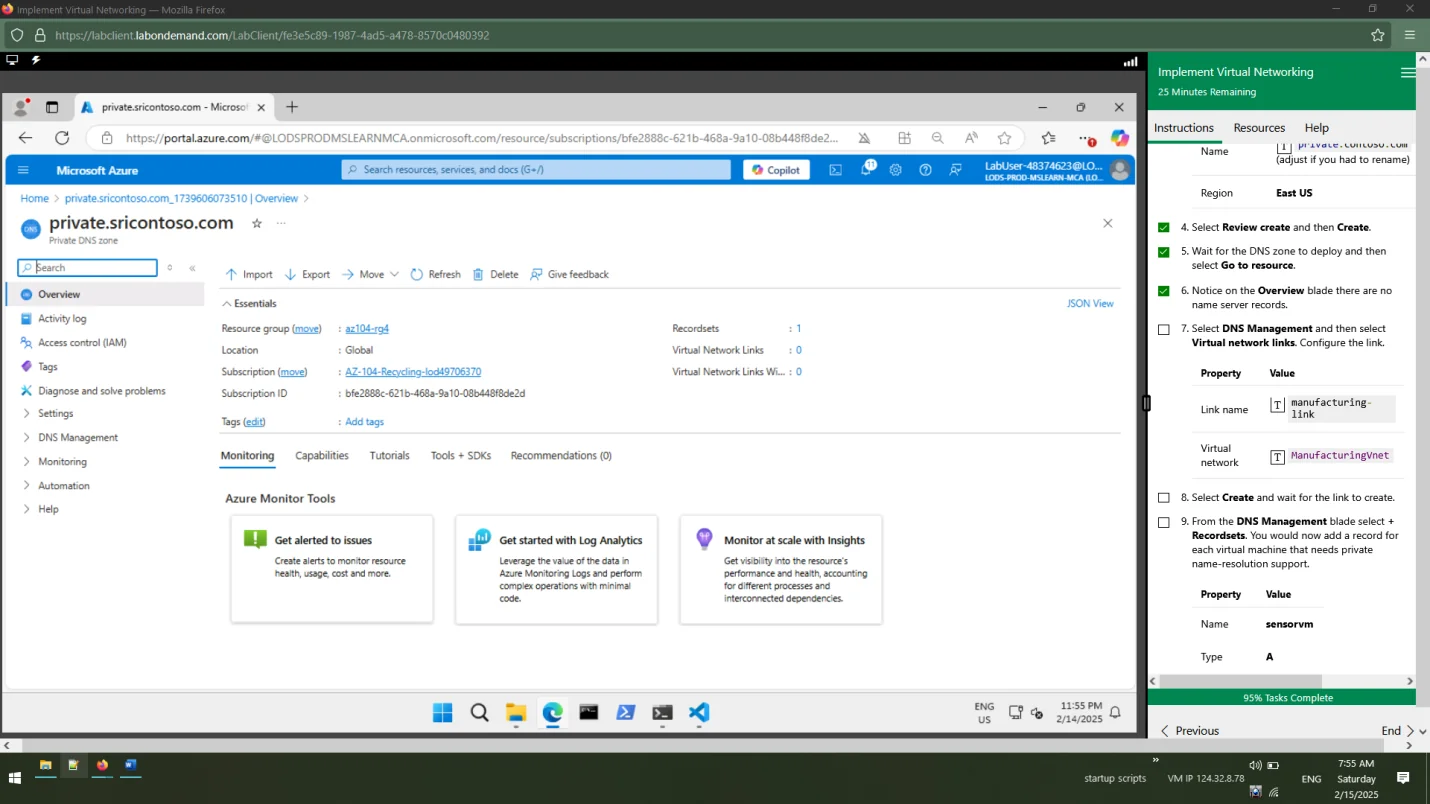 Implement Virtual Networking — Mozilla Firefox
https://labclient.labondemand.com/LabClient/fe3e5c89-1987-4ad5-a478-8570c0480392
private.sricontoso.com - Microsof
https://portal.azure.com/#@LODSPRODMSLEARNMCA.onmicrosoft.com/resource/subscriptions/bfe2888c-621b-468a-9a10-08b448f8de2...
Microsoft Azure
Search resources, services, and docs (G+/)
Copilot
11
LabUser-48374623@LO...
LODS-PROD-MSLEARN-MCA (LO...
Home > private.sricontoso.com_1739606073510 | Overview >
private.sricontoso.com
Private DNS zone
Search
Import
Export
Move
Refresh
Delete
Give feedback
Overview
Activity log
Access control (IAM)
Tags
Diagnose and solve problems
Settings
DNS Management
Monitoring
Automation
Help
Essentials
JSON View
Resource group (move) : az104-rg4
Location : Global
Subscription (move) : AZ-104-Recycling-lod49706370
Subscription ID : bfe2888c-621b-468a-9a10-08b448f8de2d
Recordsets : 1
Virtual Network Links : 0
Virtual Network Links Wi... : 0
Tags (edit) : Add tags
Monitoring
Capabilities
Tutorials
Tools + SDKs
Recommendations (0)
Azure Monitor Tools
Get alerted to issues
Create alerts to monitor resource
health, usage, cost and more.
Get started with Log Analytics
Leverage the value of the data in
Azure Monitoring Logs and perform
complex operations with minimal
code.
Monitor at scale with Insights
Get visibility into the resource's
performance and health, accounting
for different processes and
interconnected dependencies.
ENG
US
11:55 PM
2/14/2025
Implement Virtual Networking
25 Minutes Remaining
Instructions
Resources
Help
Name
private.contoso.com
(adjust if you had to rename)
Region
East US
4. Select Review create and then Create.
5. Wait for the DNS zone to deploy and then
select Go to resource.
6. Notice on the Overview blade there are no
name server records.
7. Select DNS Management and then select
Virtual network links. Configure the link.
Property Value
Link name
manufacturing-
link
Virtual
network
ManufacturingVnet
8. Select Create and wait for the link to create.
9. From the DNS Management blade select +
Recordsets. You would now add a record for
each virtual machine that needs private
name-resolution support.
Property Value
Name sensorvm
Type A
95% Tasks Complete
Previous
End
startup scripts
VM IP 124.32.8.78
ENG
7:55 AM
Saturday
2/15/2025